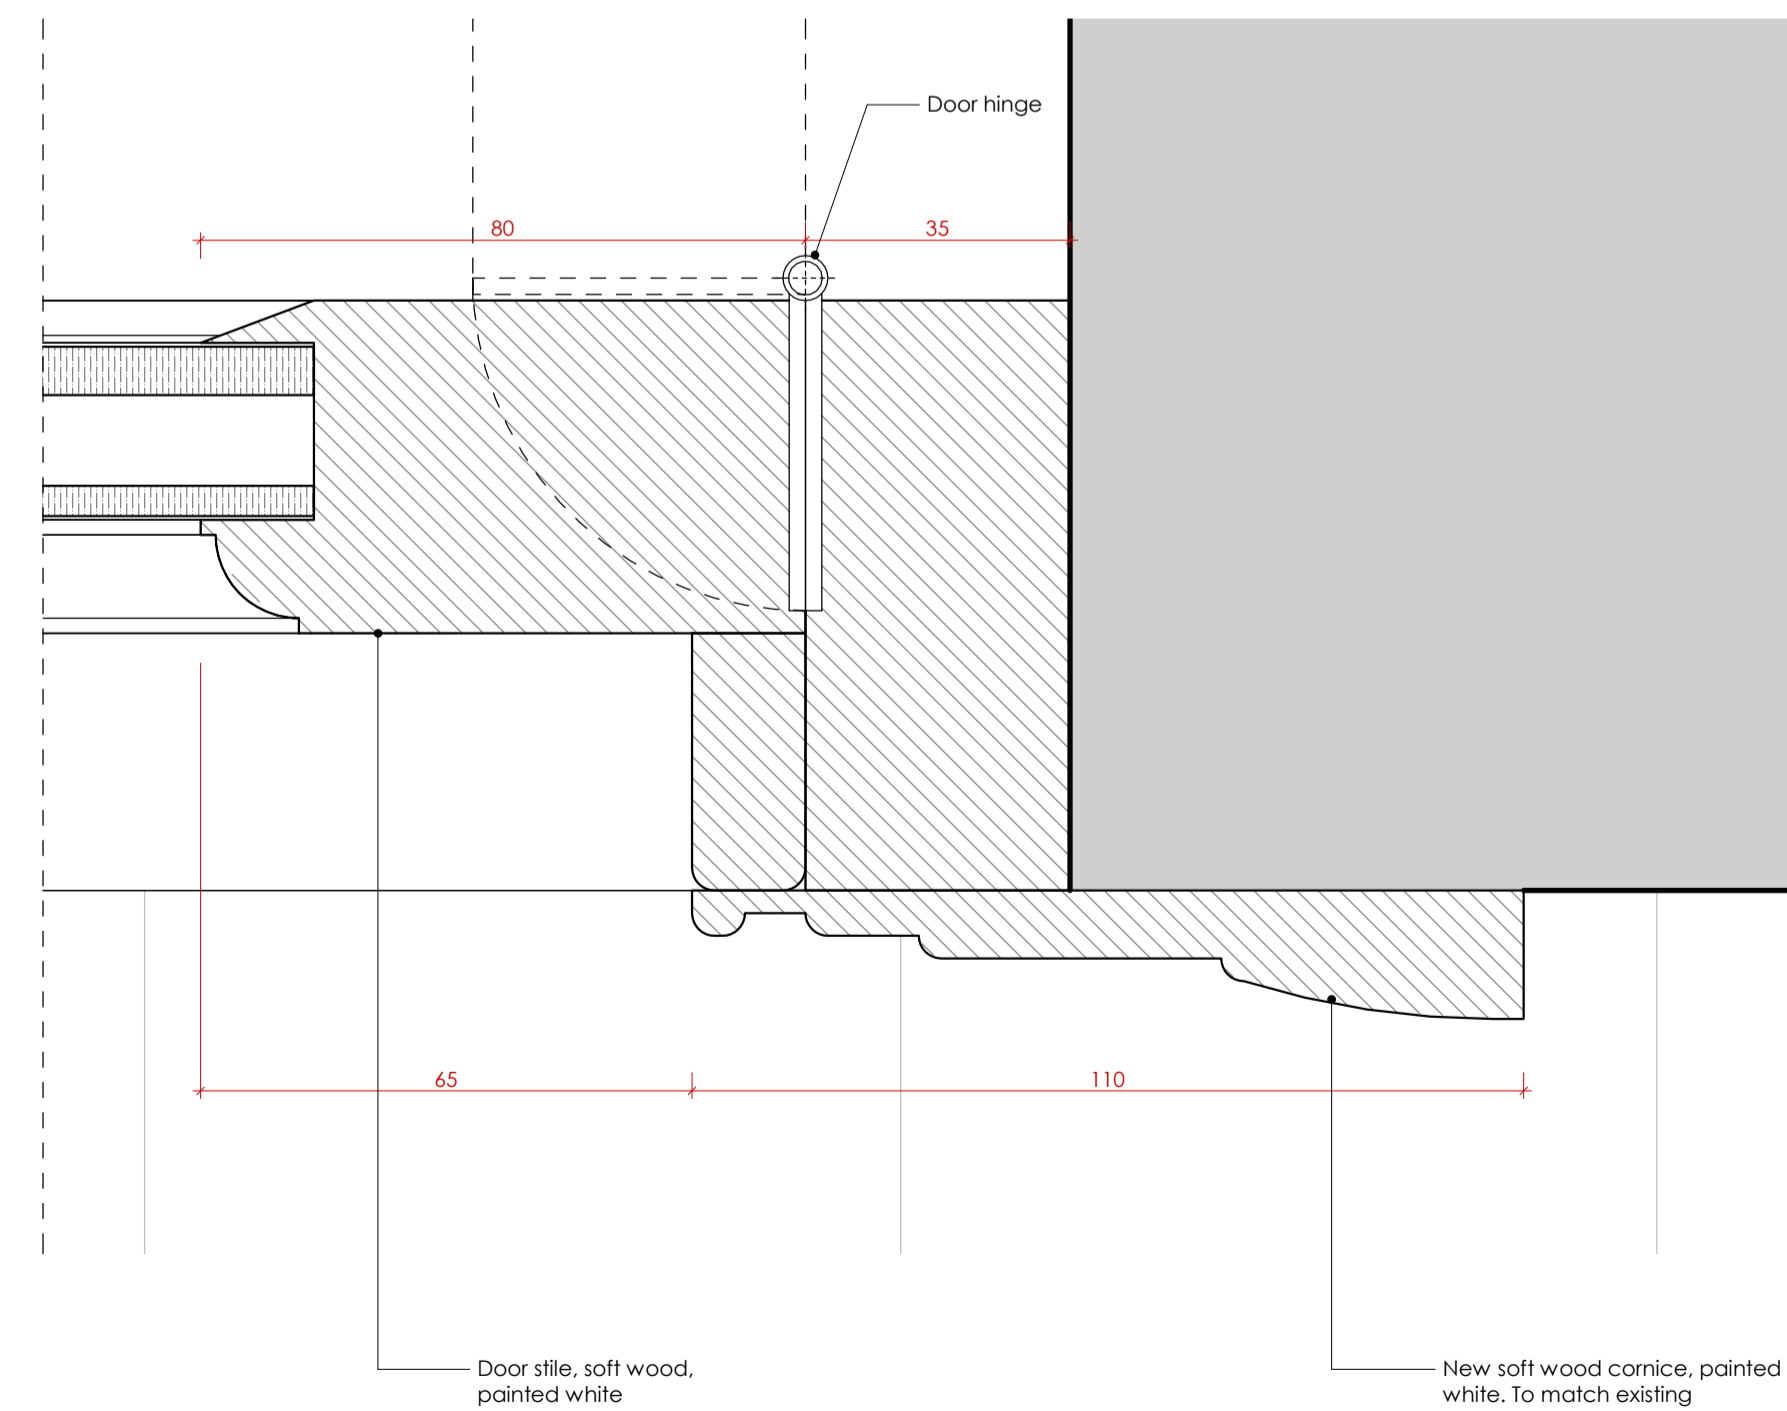 Door hinge
80
35
65
110
Door stile, soft wood,
painted white
New soft wood cornice, painted
white. To match existing